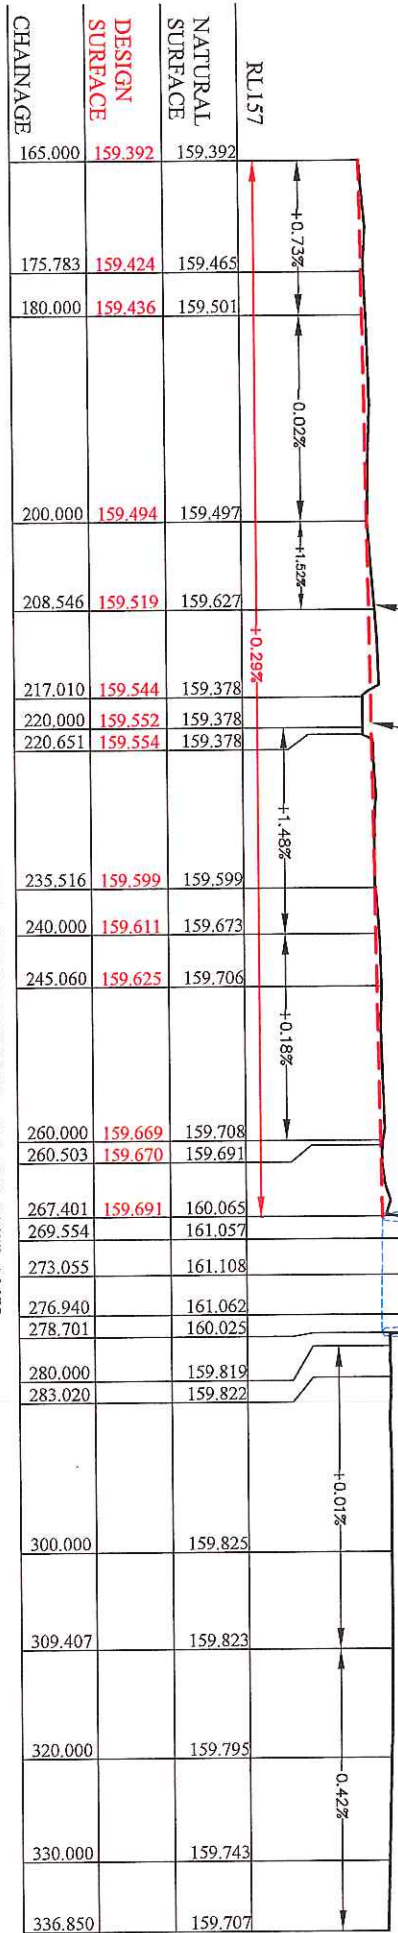 RL157
NATURAL
SURFACE
DESIGN
SURFACE
CHAINAGE
165.000 159.392 159.392
+0.73%
175.783 159.424 159.465
180.000 159.436 159.501
-0.02%
200.000 159.494 159.497
+1.52%
208.546 159.519 159.627
+0.29%
217.010 159.544 159.378
220.000 159.552 159.378
220.651 159.554 159.378
+1.48%
235.516 159.599 159.599
240.000 159.611 159.673
245.060 159.625 159.706
+0.18%
260.000 159.669 159.708
260.503 159.670 159.691
267.401 159.691 160.065
269.554 161.057
273.055 161.108
276.940 161.062
278.701 160.025
280.000 159.819
283.020 159.822
+0.01%
300.000 159.825
309.407 159.823
320.000 159.795
-0.42%
330.000 159.743
336.850 159.707